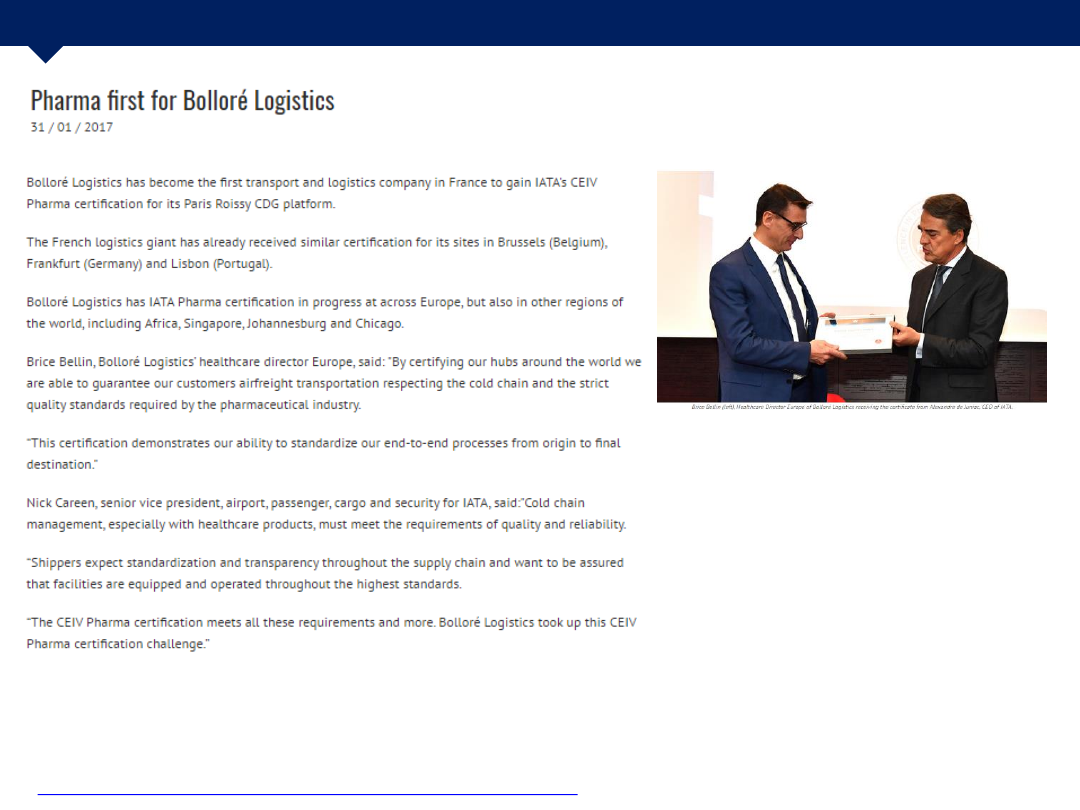 Pharma first for Bolloré Logistics
31 / 01 / 2017
Bolloré Logistics has become the first transport and logistics company in France to gain IATA's CEIV
Pharma certification for its Paris Roissy CDG platform.
The French logistics giant has already received similar certification for its sites in Brussels (Belgium),
Frankfurt (Germany) and Lisbon (Portugal).
Bolloré Logistics has IATA Pharma certification in progress at across Europe, but also in other regions of
the world, including Africa, Singapore, Johannesburg and Chicago.
Brice Bellin, Bolloré Logistics' healthcare director Europe, said: "By certifying our hubs around the world we
are able to guarantee our customers airfreight transportation respecting the cold chain and the strict
quality standards required by the pharmaceutical industry.
"This certification demonstrates our ability to standardize our end-to-end processes from origin to final
destination."
Nick Careen, senior vice president, airport, passenger, cargo and security for IATA, said:"Cold chain
management, especially with healthcare products, must meet the requirements of quality and reliability.
"Shippers expect standardization and transparency throughout the supply chain and want to be assured
that facilities are equipped and operated throughout the highest standards.
"The CEIV Pharma certification meets all these requirements and more. Bolloré Logistics took up this CEIV
Pharma certification challenge."
Brice Bellin (left), Healthcare Director Europe of Bolloré Logistics receiving the certificate from Alexandre de Juniac, CEO of IATA.